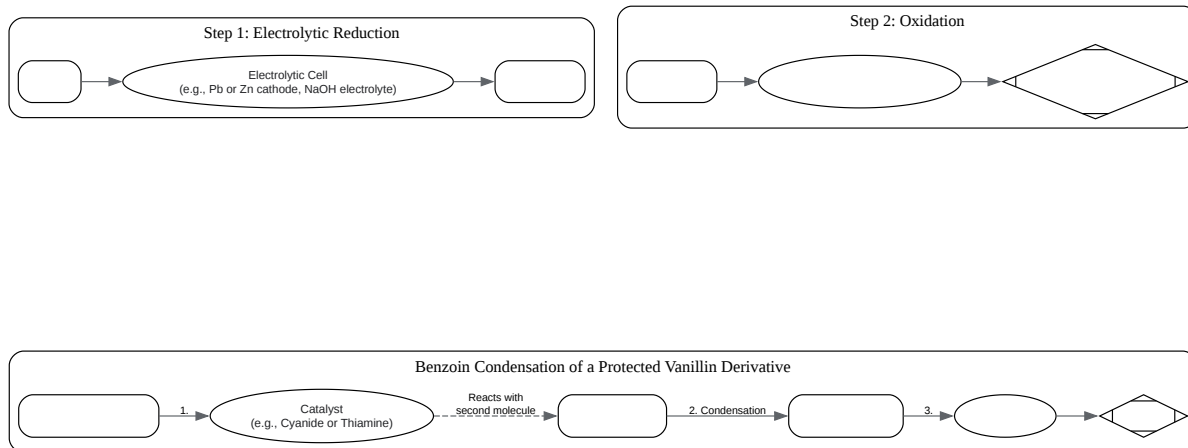 Step 1: Electrolytic Reduction
Electrolytic Cell
(e.g., Pb or Zn cathode, NaOH electrolyte)
Step 2: Oxidation
Benzoin Condensation of a Protected Vanillin Derivative
1.
Catalyst
(e.g., Cyanide or Thiamine)
Reacts with
second molecule
2. Condensation
3.